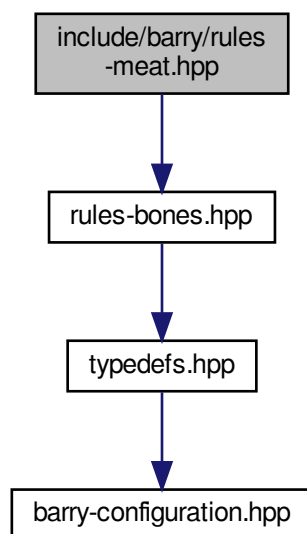 include/barry/rules
-meat.hpp
rules-bones.hpp
typedefs.hpp
barry-configuration.hpp